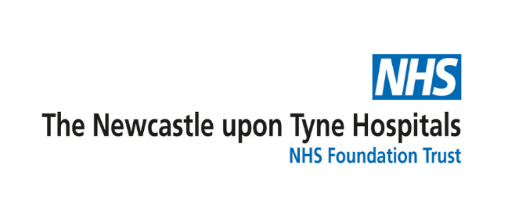 NHS
The Newcastle upon Tyne Hospitals
NHS Foundation Trust